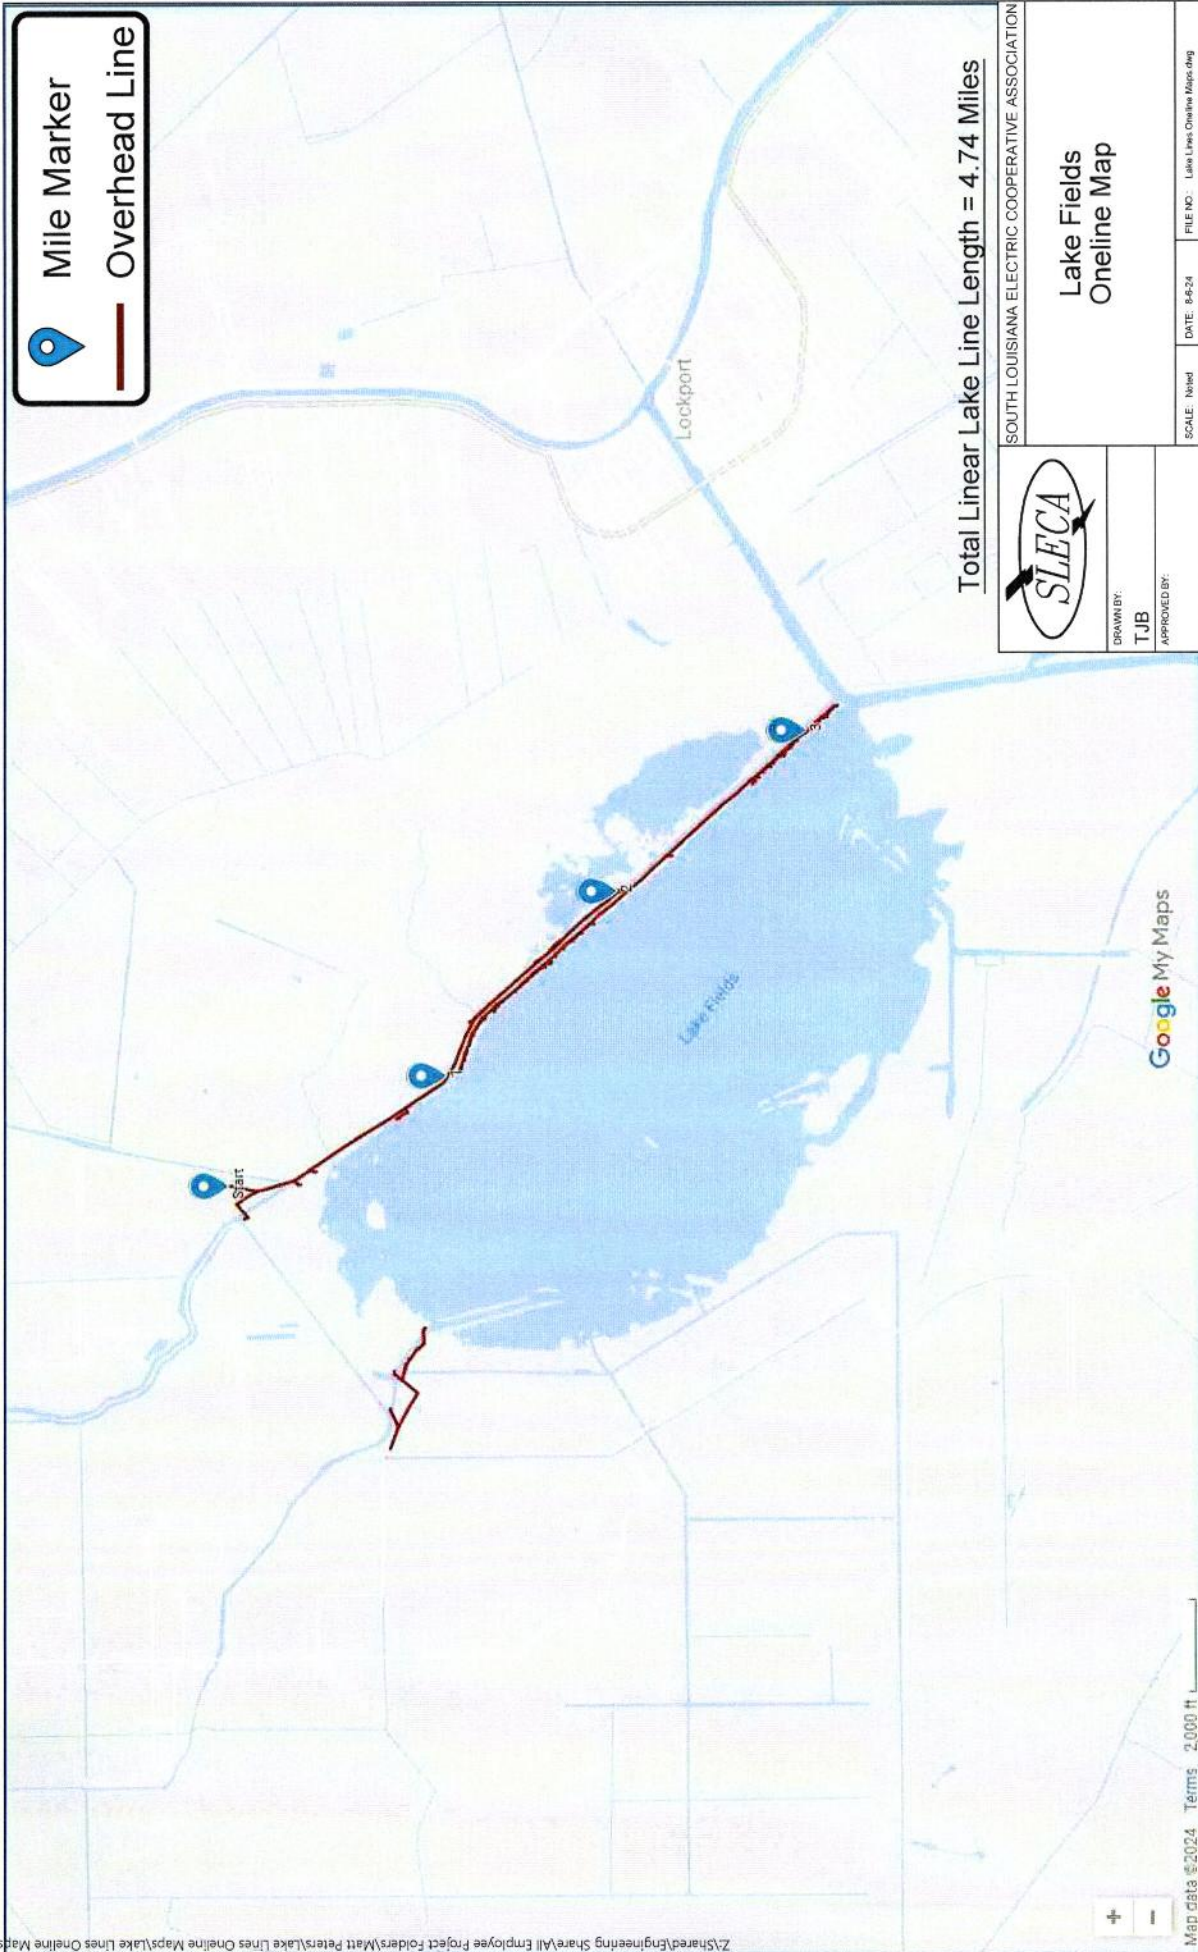 Mile Marker
Overhead Line
Start
1
2
3
Lake Fields
Lockport
Total Linear Lake Line Length = 4.74 Miles
SLECA
DRAWN BY:
TJB
APPROVED BY:
SOUTH LOUISIANA ELECTRIC COOPERATIVE ASSOCIATION
Lake Fields
Oneline Map
SCALE: Noted
DATE: 8-6-24
FILE NO.: Lake Lines Oneline Maps.dwg
Google My Maps
+
−
Map data ©2024 Terms 2,000 ft
Z:\Shared\Engineering Share\All Employee Project Folders\Matt Peters\Lake Lines Oneline Maps\Lake Lines Oneline Maps